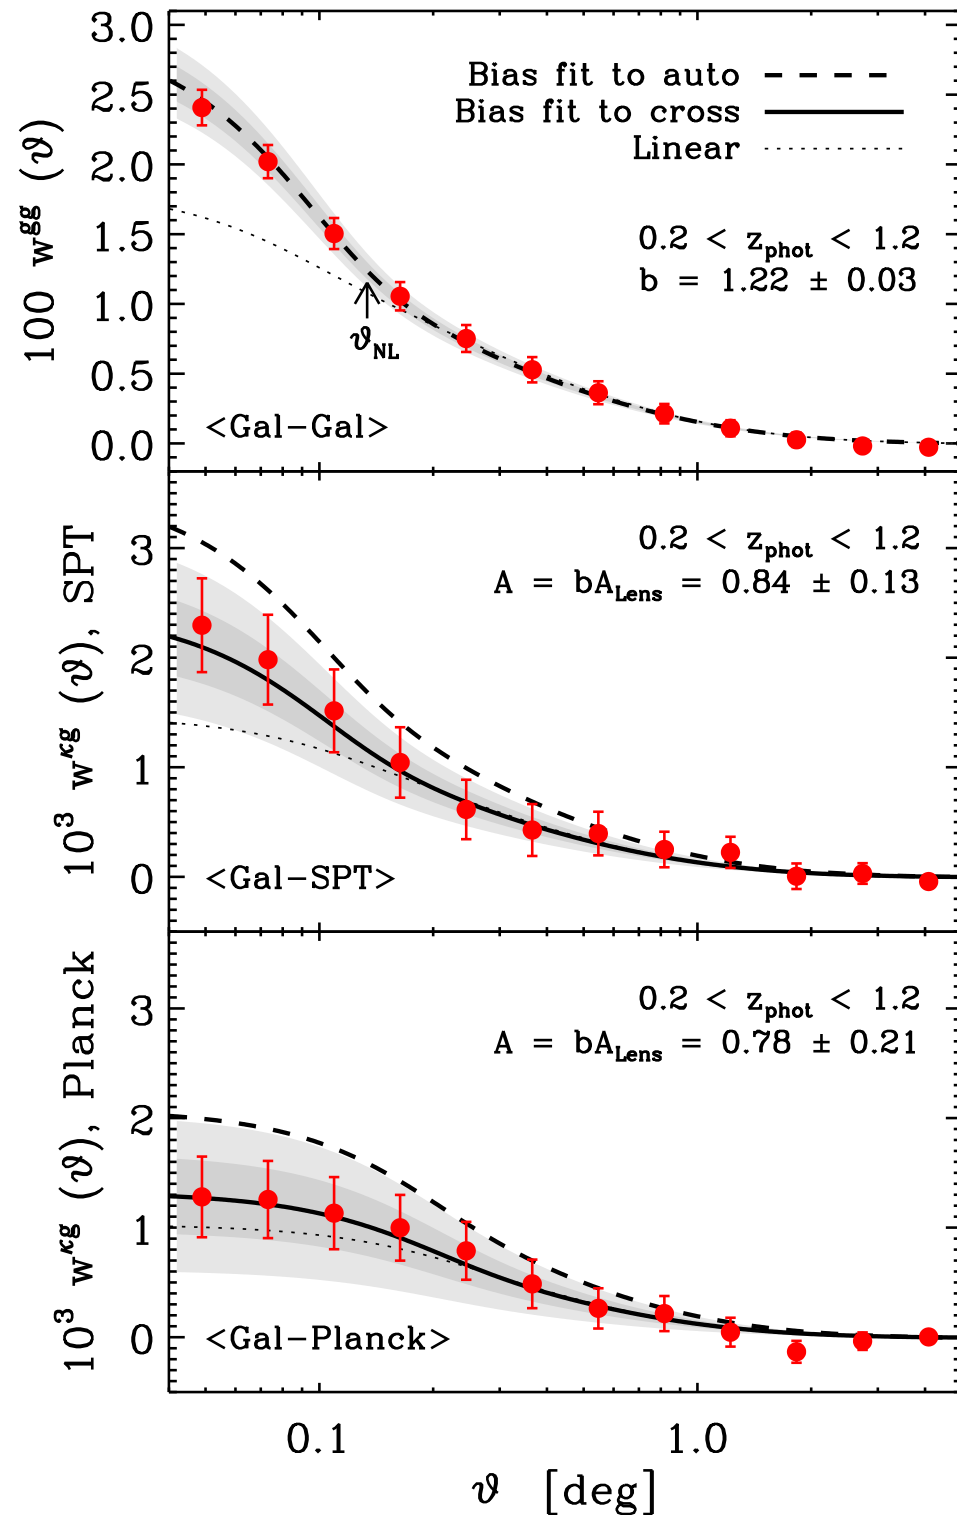 3.0
2.5
2.0
1.5
1.0
0.5
0.0
100 w^gg (ϑ)
Bias fit to auto
Bias fit to cross
Linear
0.2 < z_phot < 1.2
b = 1.22 ± 0.03
ϑ_NL
<Gal−Gal>
3
2
1
0
10^3 w^κg (ϑ), SPT
0.2 < z_phot < 1.2
A = bA_Lens = 0.84 ± 0.13
<Gal−SPT>
3
2
1
0
10^3 w^κg (ϑ), Planck
0.2 < z_phot < 1.2
A = bA_Lens = 0.78 ± 0.21
<Gal−Planck>
0.1
1.0
ϑ [deg]